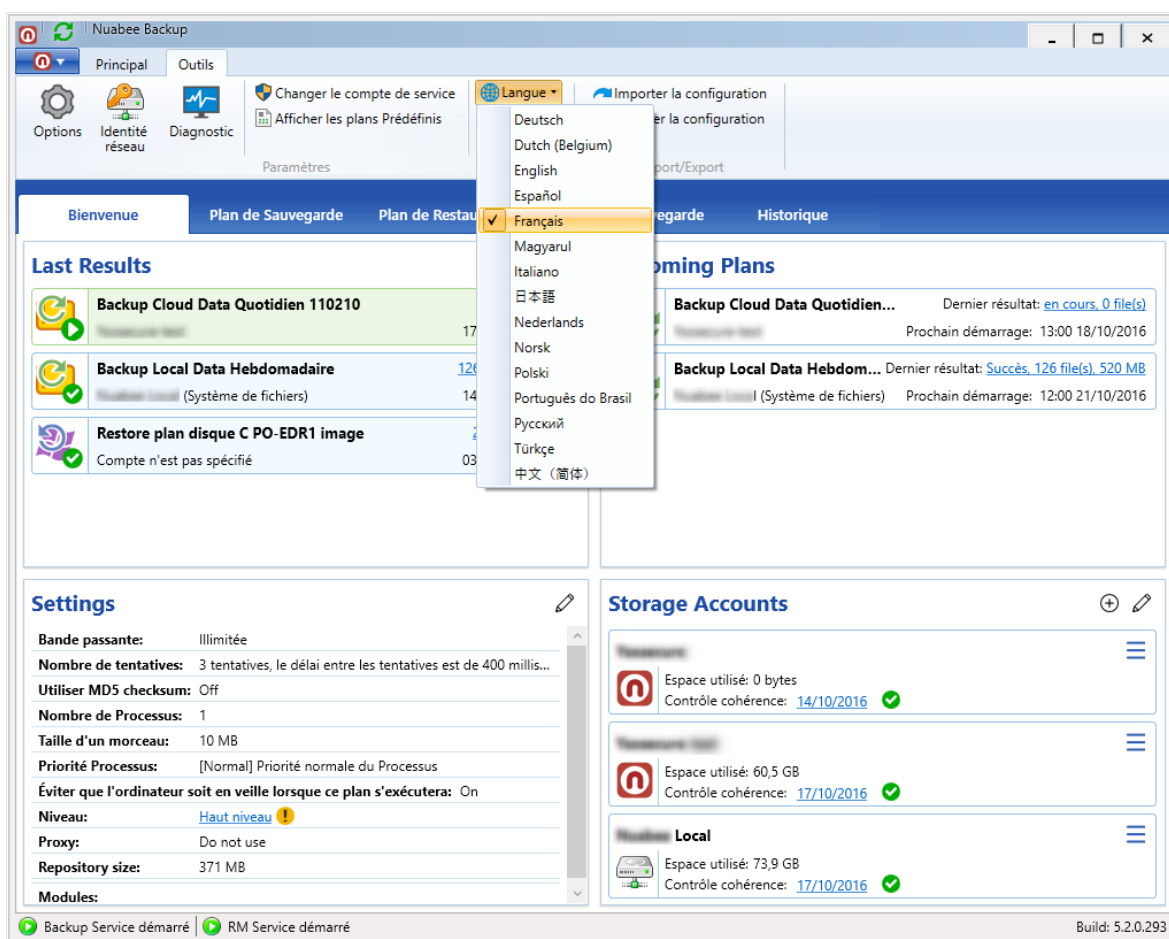 Nuabee Backup
Principal Outils
Options
Identité réseau
Diagnostic
Changer le compte de service
Afficher les plans Prédéfinis
Paramètres
Langue
Importer la configuration
er la configuration
port/Export
Deutsch
Dutch (Belgium)
English
Español
Français
Magyarul
Italiano
日本語
Nederlands
Norsk
Polski
Português do Brasil
Русский
Türkçe
中文（简体）
Bienvenue Plan de Sauvegarde Plan de Restau egarde Historique
Last Results
Backup Cloud Data Quotidien 110210
17
Backup Local Data Hebdomadaire 126
(Système de fichiers) 14
Restore plan disque C PO-EDR1 image
Compte n'est pas spécifié 03
oming Plans
Backup Cloud Data Quotidien... Dernier résultat: en cours, 0 file(s)
Prochain démarrage: 13:00 18/10/2016
Backup Local Data Hebdom... Dernier résultat: Succès, 126 file(s), 520 MB
l (Système de fichiers) Prochain démarrage: 12:00 21/10/2016
Settings
Bande passante: Illimitée
Nombre de tentatives: 3 tentatives, le délai entre les tentatives est de 400 millis...
Utiliser MD5 checksum: Off
Nombre de Processus: 1
Taille d'un morceau: 10 MB
Priorité Processus: [Normal] Priorité normale du Processus
Éviter que l'ordinateur soit en veille lorsque ce plan s'exécutera: On
Niveau: Haut niveau
Proxy: Do not use
Repository size: 371 MB
Modules:
Storage Accounts
Espace utilisé: 0 bytes
Contrôle cohérence: 14/10/2016
Espace utilisé: 60,5 GB
Contrôle cohérence: 17/10/2016
Local
Espace utilisé: 73,9 GB
Contrôle cohérence: 17/10/2016
Backup Service démarré RM Service démarré Build: 5.2.0.293